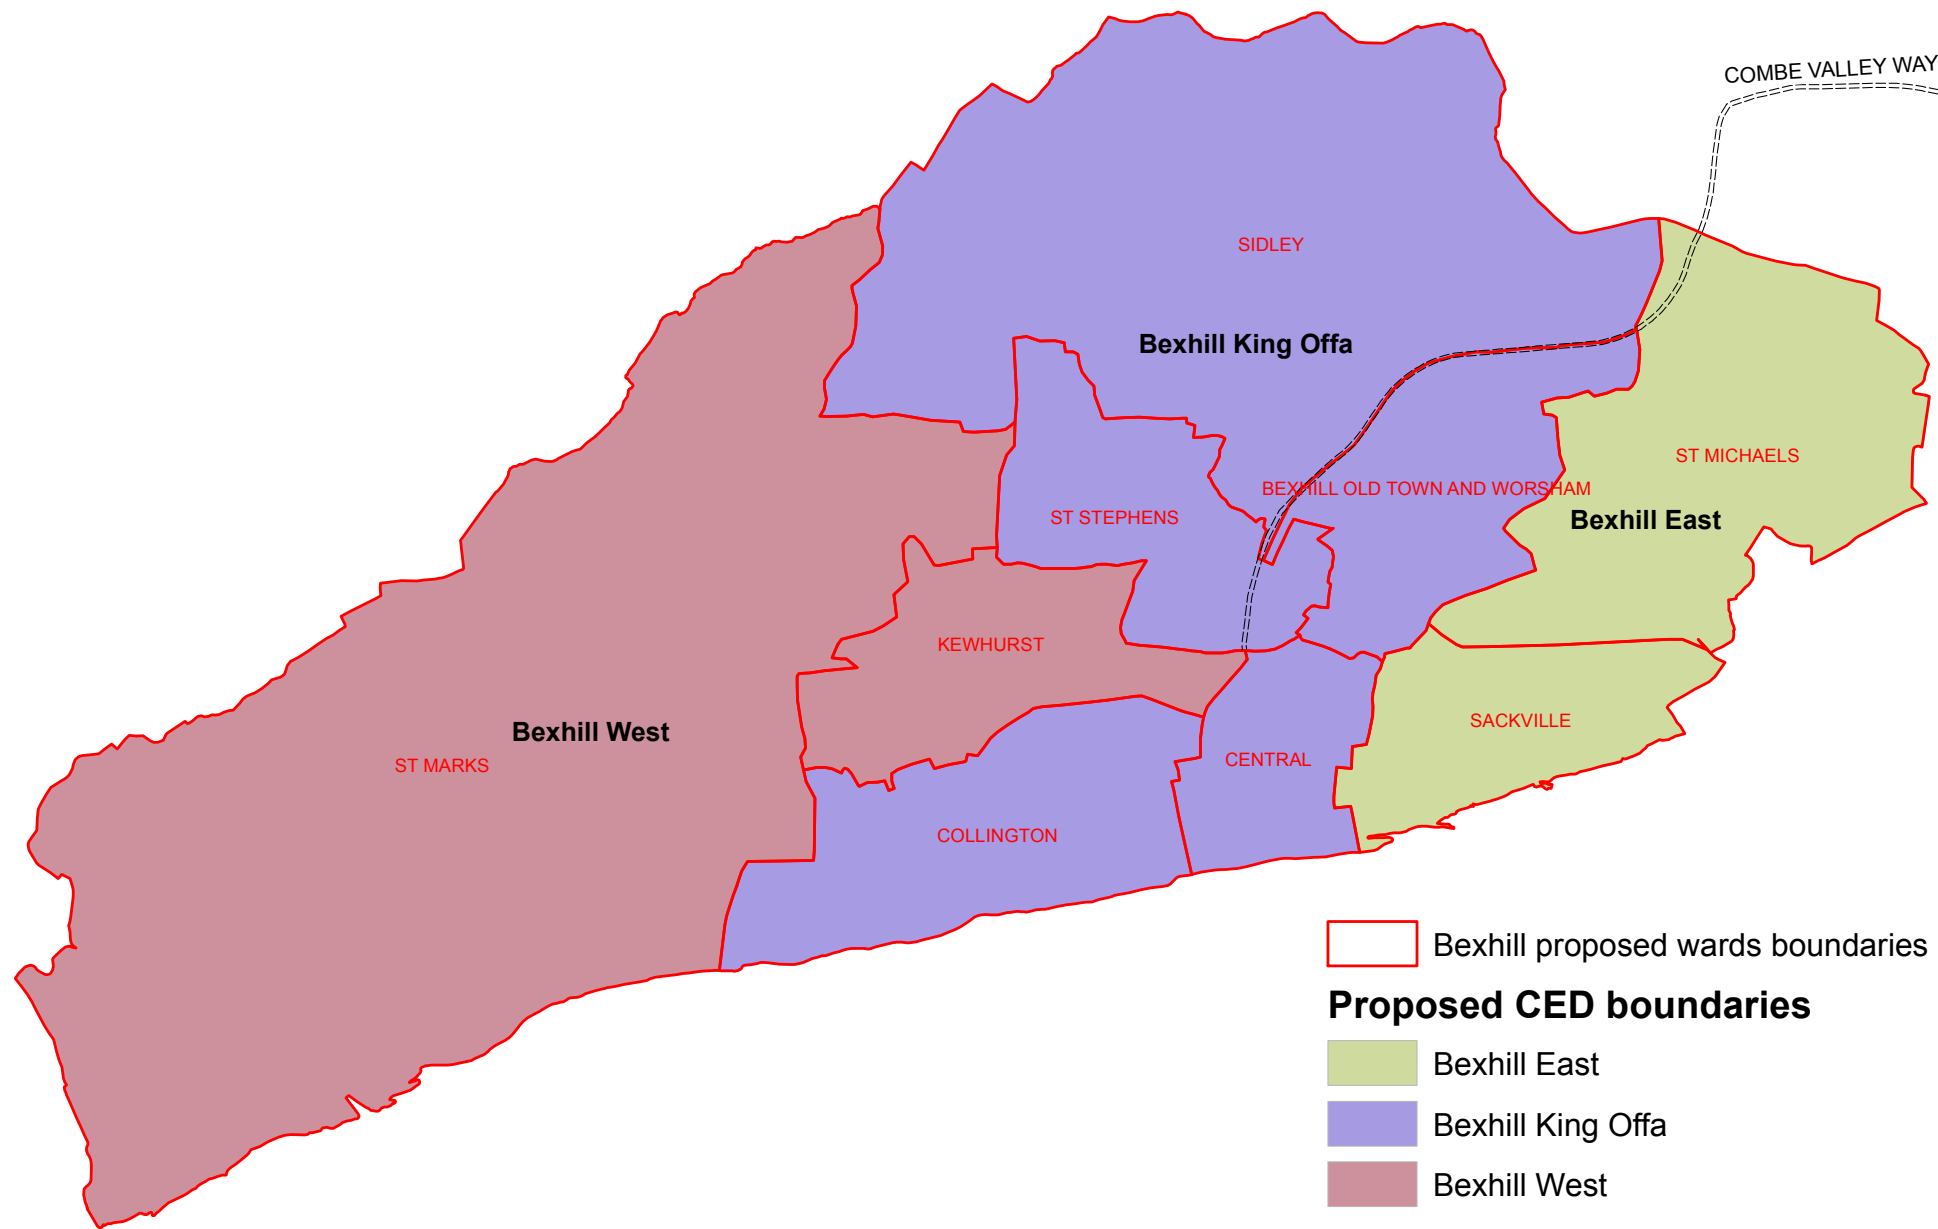 COMBE VALLEY WAY
SIDLEY
Bexhill King Offa
ST MICHAELS
BEXHILL OLD TOWN AND WORSHAM
ST STEPHENS
Bexhill East
KEWHURST
SACKVILLE
Bexhill West
ST MARKS
CENTRAL
COLLINGTON
Bexhill proposed wards boundaries
Proposed CED boundaries
Bexhill East
Bexhill King Offa
Bexhill West